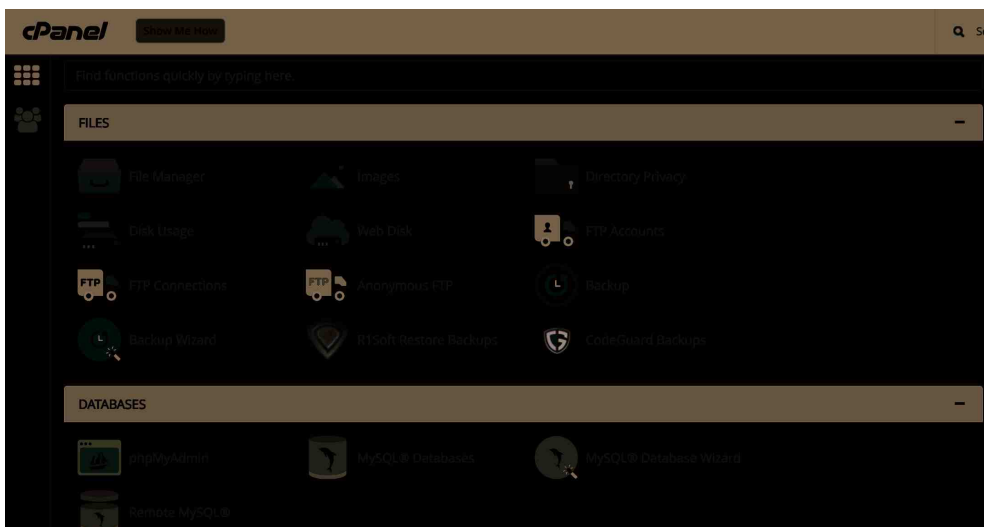 cPanel Show Me How
Find functions quickly by typing here.
FILES
File Manager Images Directory Privacy
Disk Usage Web Disk FTP Accounts
FTP FTP Connections FTP Anonymous FTP Backup
Backup Wizard R1Soft Restore Backups CodeGuard Backups
DATABASES
phpMyAdmin MySQL® Databases MySQL® Database Wizard
Remote MySQL®